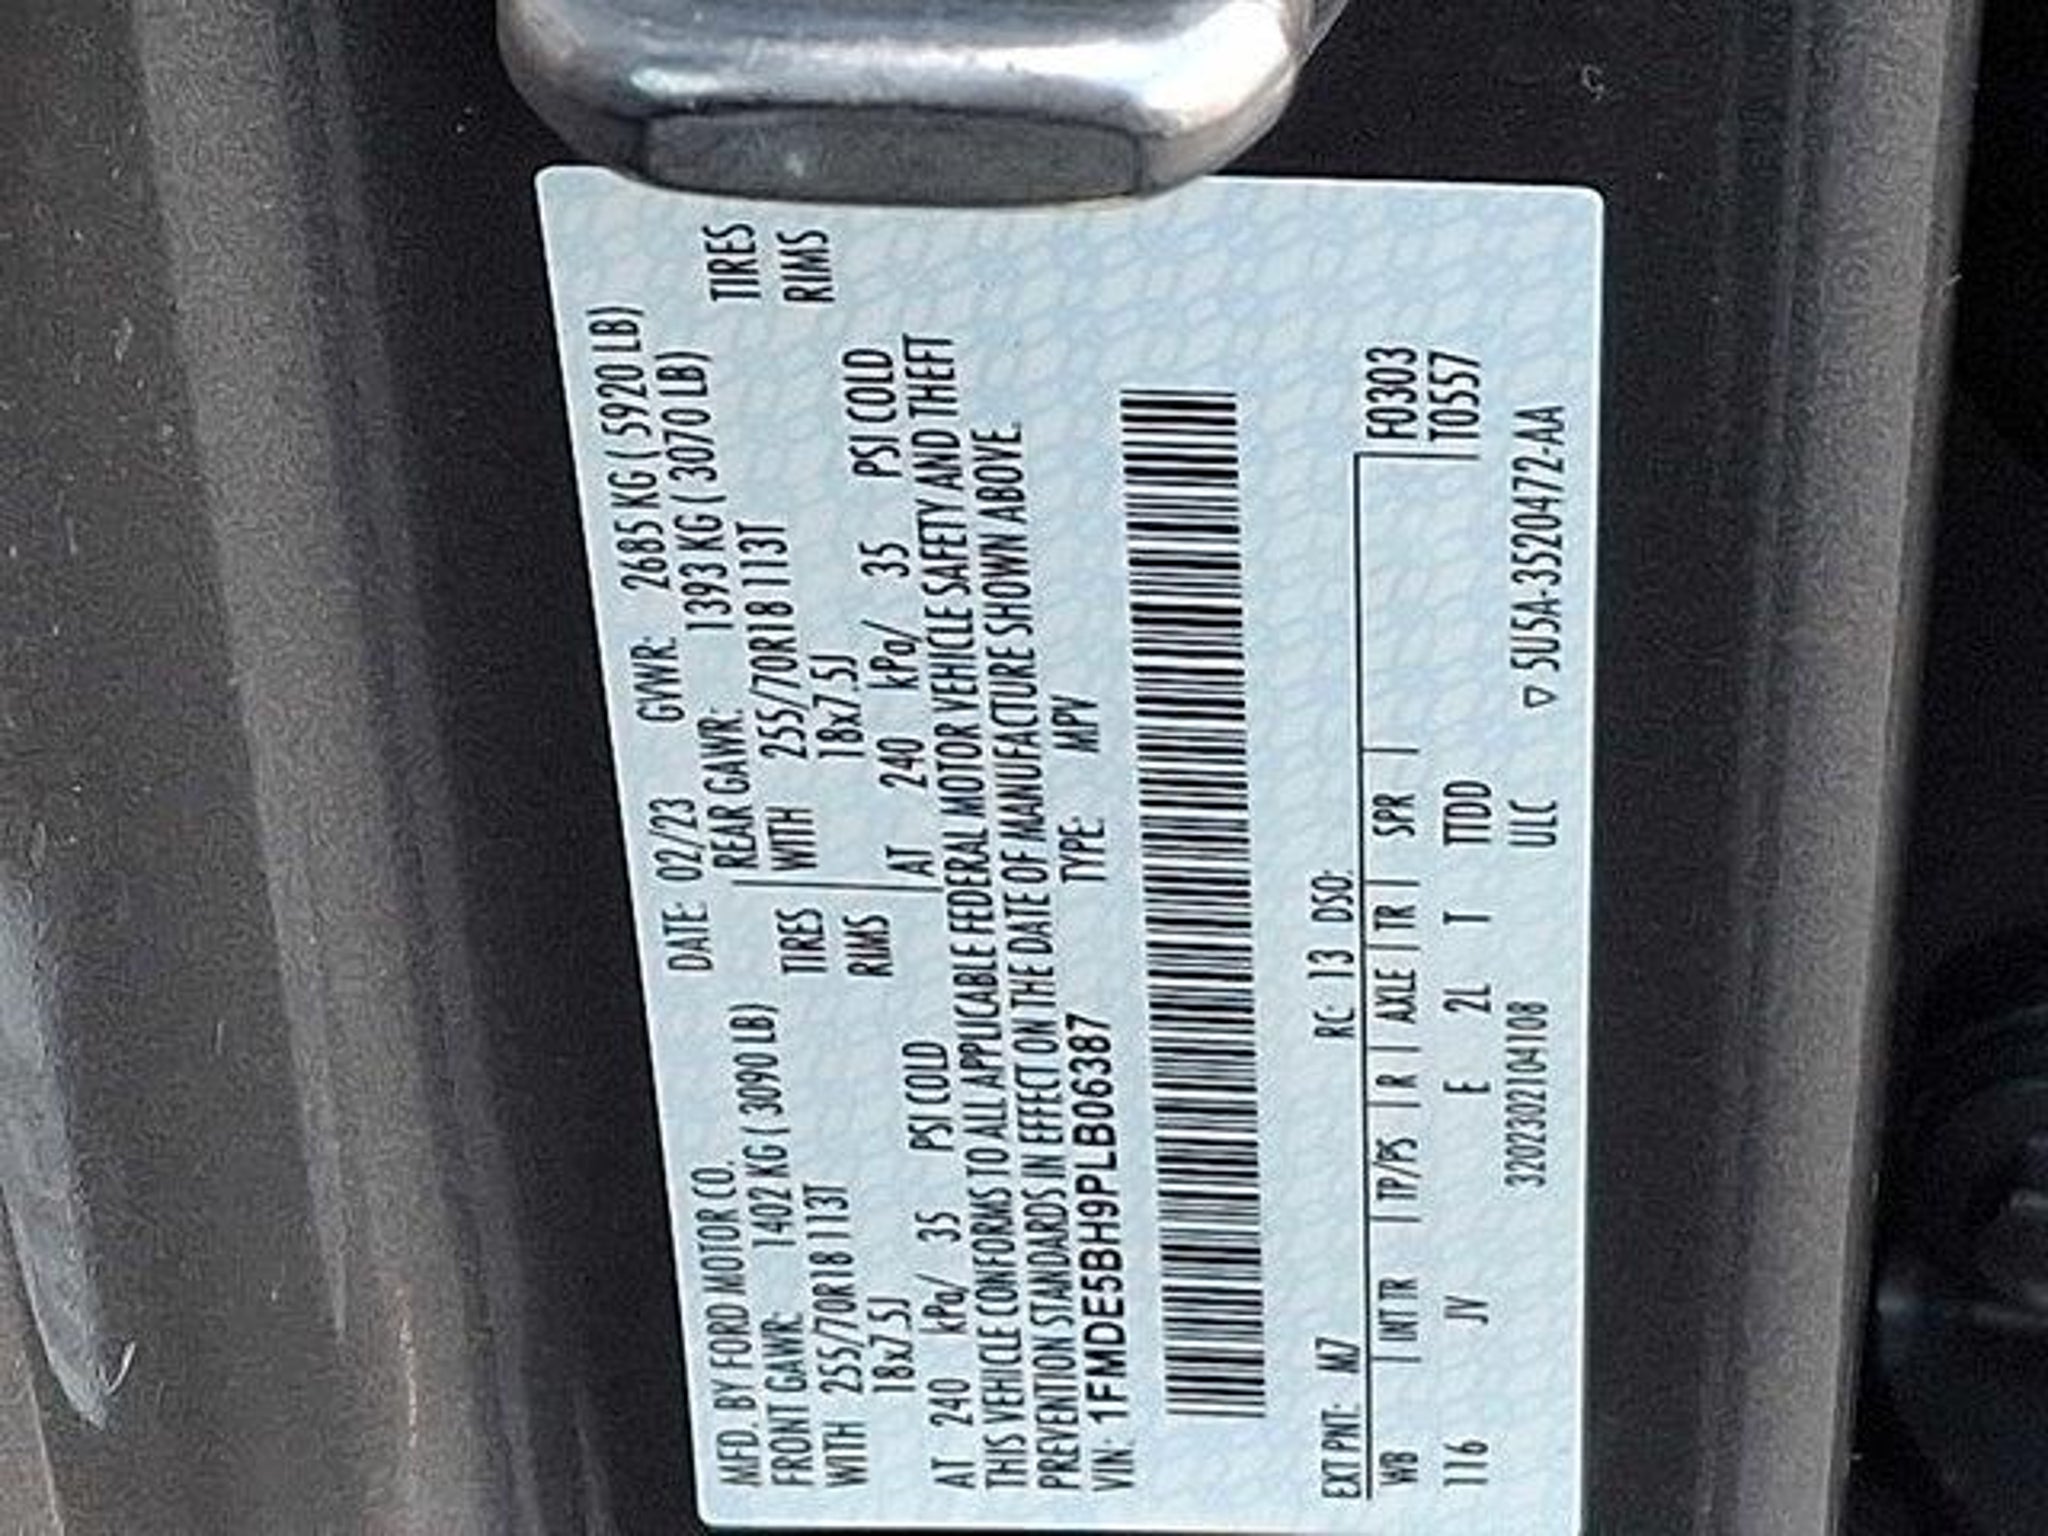 MFD. BY FORD MOTOR CO. DATE: 02/23 GVWR: 2685 KG ( 5920 LB)
FRONT GAWR: 1402 KG ( 3090 LB) REAR GAWR: 1393 KG ( 3070 LB)
WITH 255/70R18 113T TIRES WITH 255/70R18 113T TIRES
18x7.5J RIMS 18x7.5J RIMS
AT 240 kPa/ 35 PSI COLD AT 240 kPa/ 35 PSI COLD
THIS VEHICLE CONFORMS TO ALL APPLICABLE FEDERAL MOTOR VEHICLE SAFETY AND THEFT
PREVENTION STANDARDS IN EFFECT ON THE DATE OF MANUFACTURE SHOWN ABOVE.
VIN: 1FMDE5BH9PLB06387 TYPE: MPV
EXT PNT: M7 RC: 13 DSO:
WB | INT TR | TP/PS | R | AXLE | TR | SPR | F0303
116 JV E 2L T TTDD T0557
3202302104108 ULC ▽ 5U5A-3520472-AA